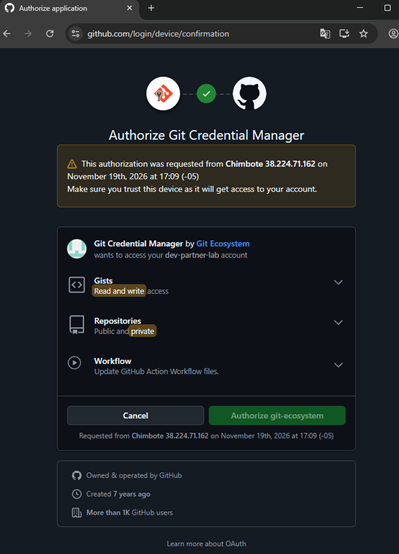 Authorize application
github.com/login/device/confirmation
Authorize Git Credential Manager
This authorization was requested from Chimbote 38.224.71.162 on
November 19th, 2026 at 17:09 (-05)
Make sure you trust this device as it will get access to your account.
Git Credential Manager by Git Ecosystem
wants to access your dev-partner-lab account
Gists
Read and write access
Repositories
Public and private
Workflow
Update GitHub Action Workflow files.
Cancel
Authorize git-ecosystem
Requested from Chimbote 38.224.71.162 on November 19th, 2026 at 17:09 (-05)
Owned & operated by GitHub
Created 7 years ago
More than 1K GitHub users
Learn more about OAuth